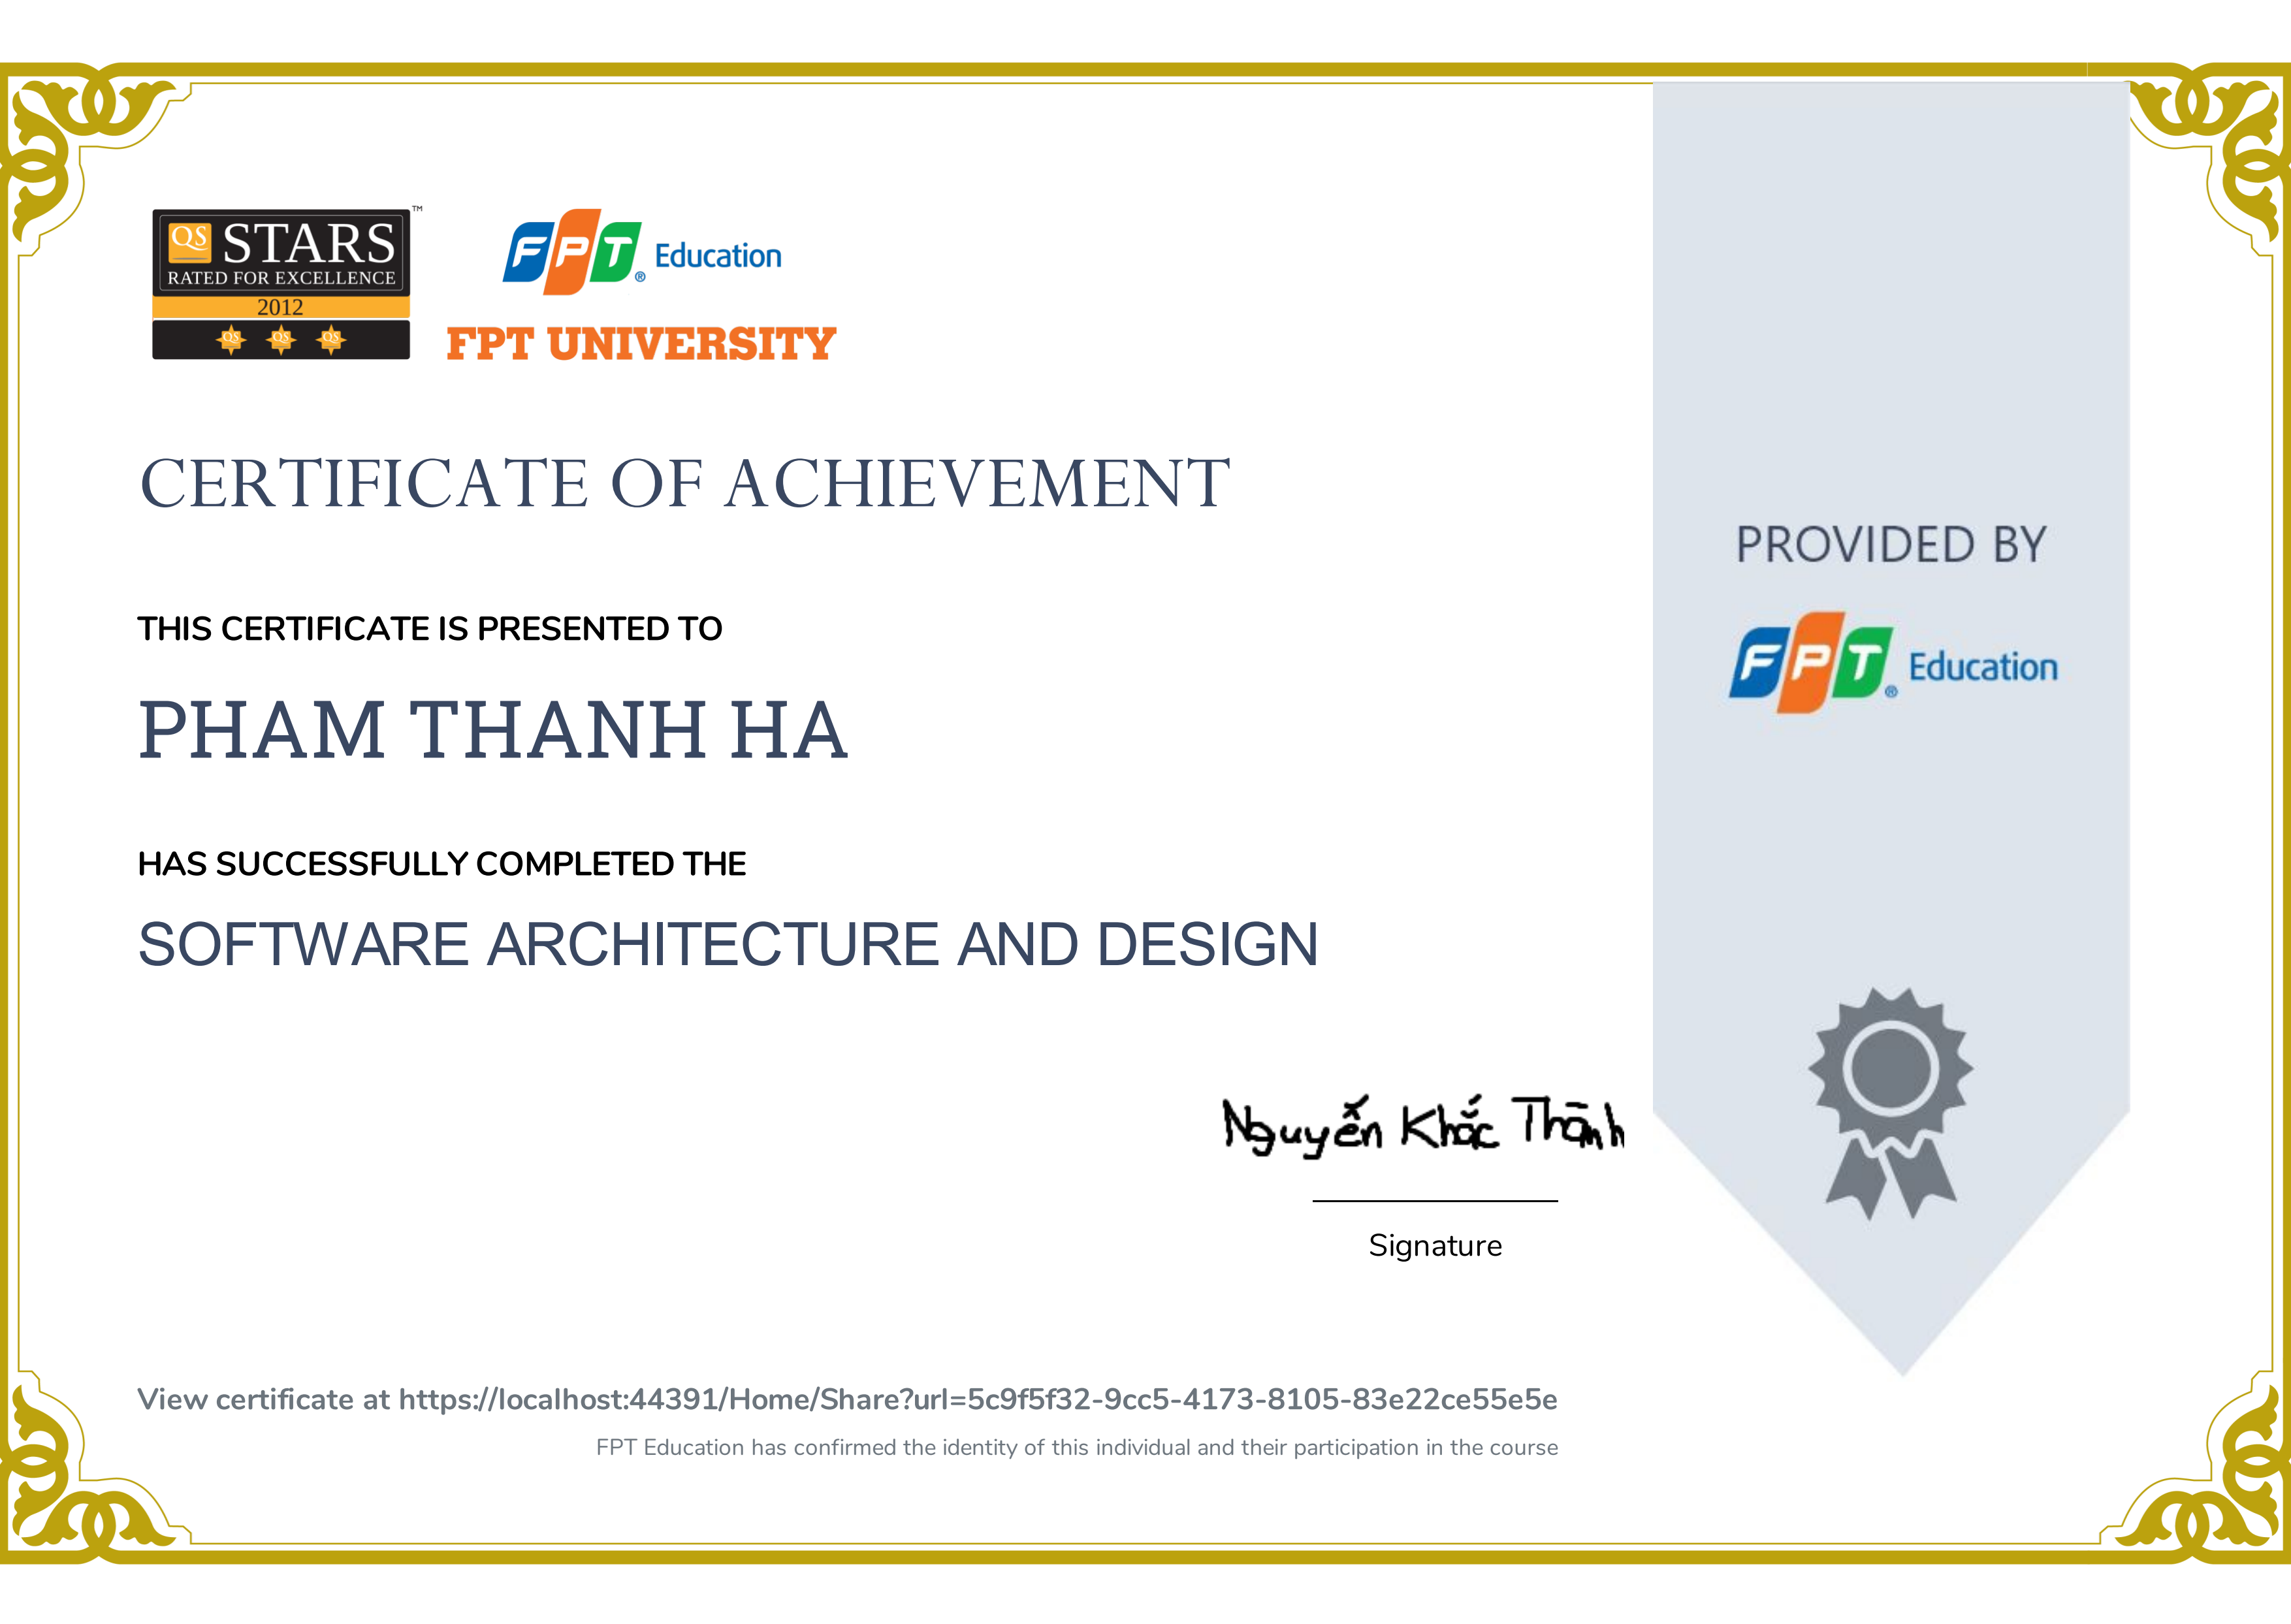 QS STARS ™
RATED FOR EXCELLENCE
2012
QS QS QS
FPT® Education
FPT UNIVERSITY
CERTIFICATE OF ACHIEVEMENT
THIS CERTIFICATE IS PRESENTED TO
PHAM THANH HA
HAS SUCCESSFULLY COMPLETED THE
SOFTWARE ARCHITECTURE AND DESIGN
PROVIDED BY
FPT® Education
Nguyễn Khắc Thành
Signature
View certificate at https://localhost:44391/Home/Share?url=5c9f5f32-9cc5-4173-8105-83e22ce55e5e
FPT Education has confirmed the identity of this individual and their participation in the course